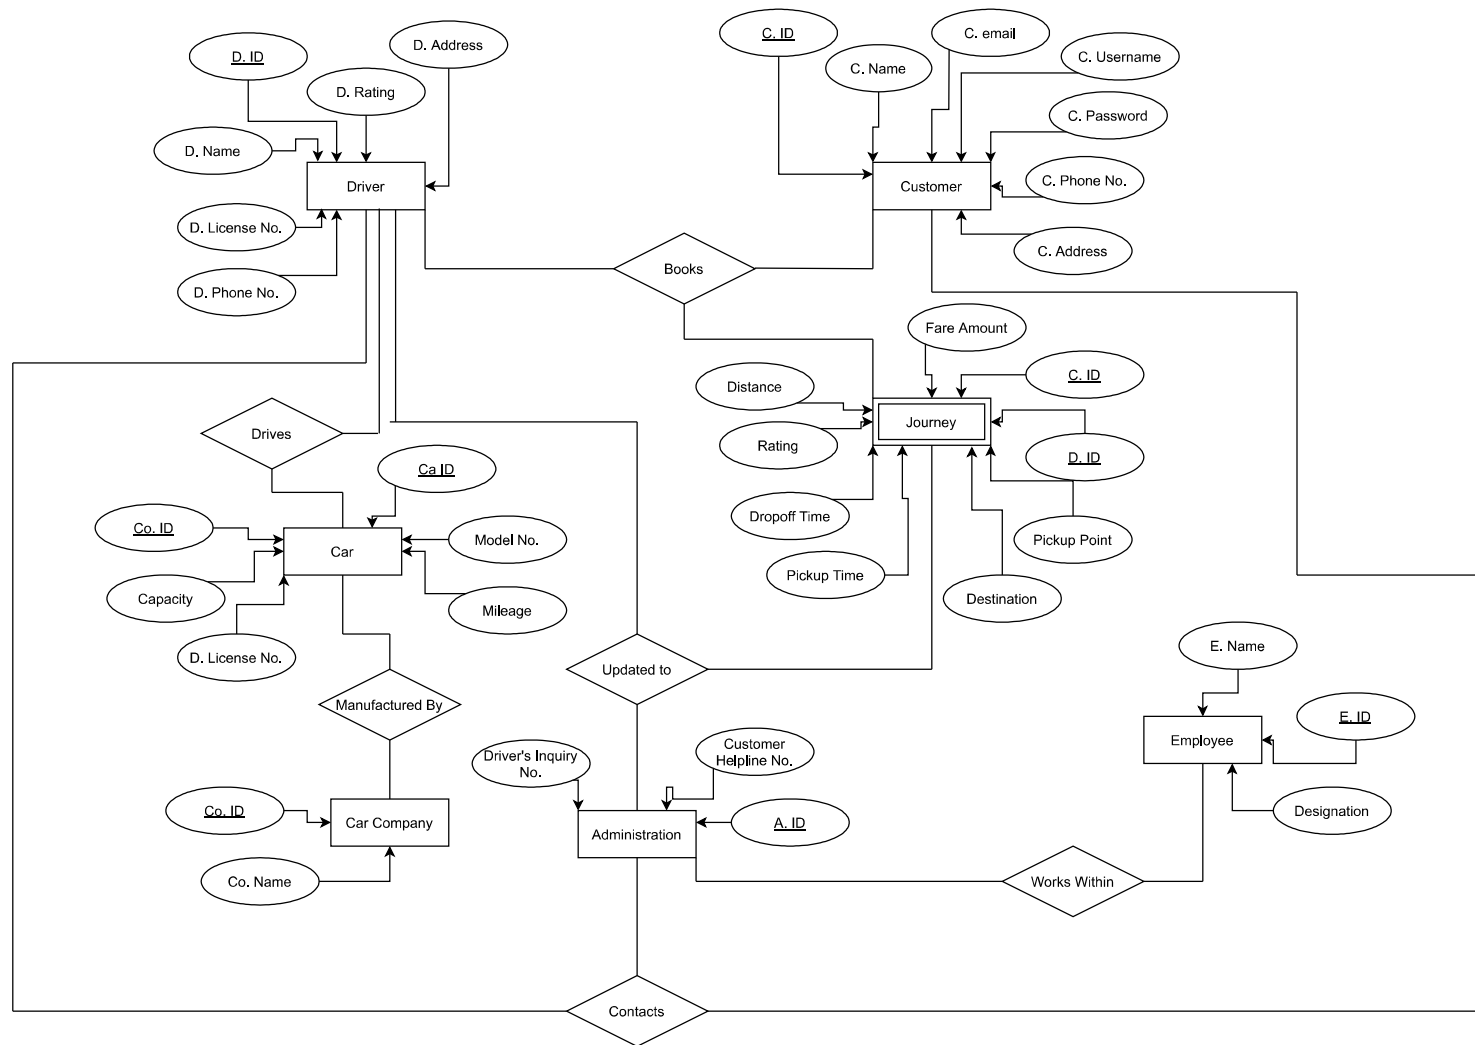 D. Address
C. ID
C. email
D. ID
C. Username
C. Name
D. Rating
C. Password
D. Name
Driver
Customer
C. Phone No.
D. License No.
C. Address
Books
D. Phone No.
Fare Amount
C. ID
Distance
Journey
Drives
Rating
D. ID
Ca ID
Dropoff Time
Co. ID
Model No.
Pickup Point
Car
Pickup Time
Capacity
Mileage
Destination
E. Name
D. License No.
Updated to
Manufactured By
E. ID
Employee
Customer
Helpline No.
Driver's Inquiry
No.
Co. ID
Designation
Car Company
Administration
A. ID
Co. Name
Works Within
Contacts